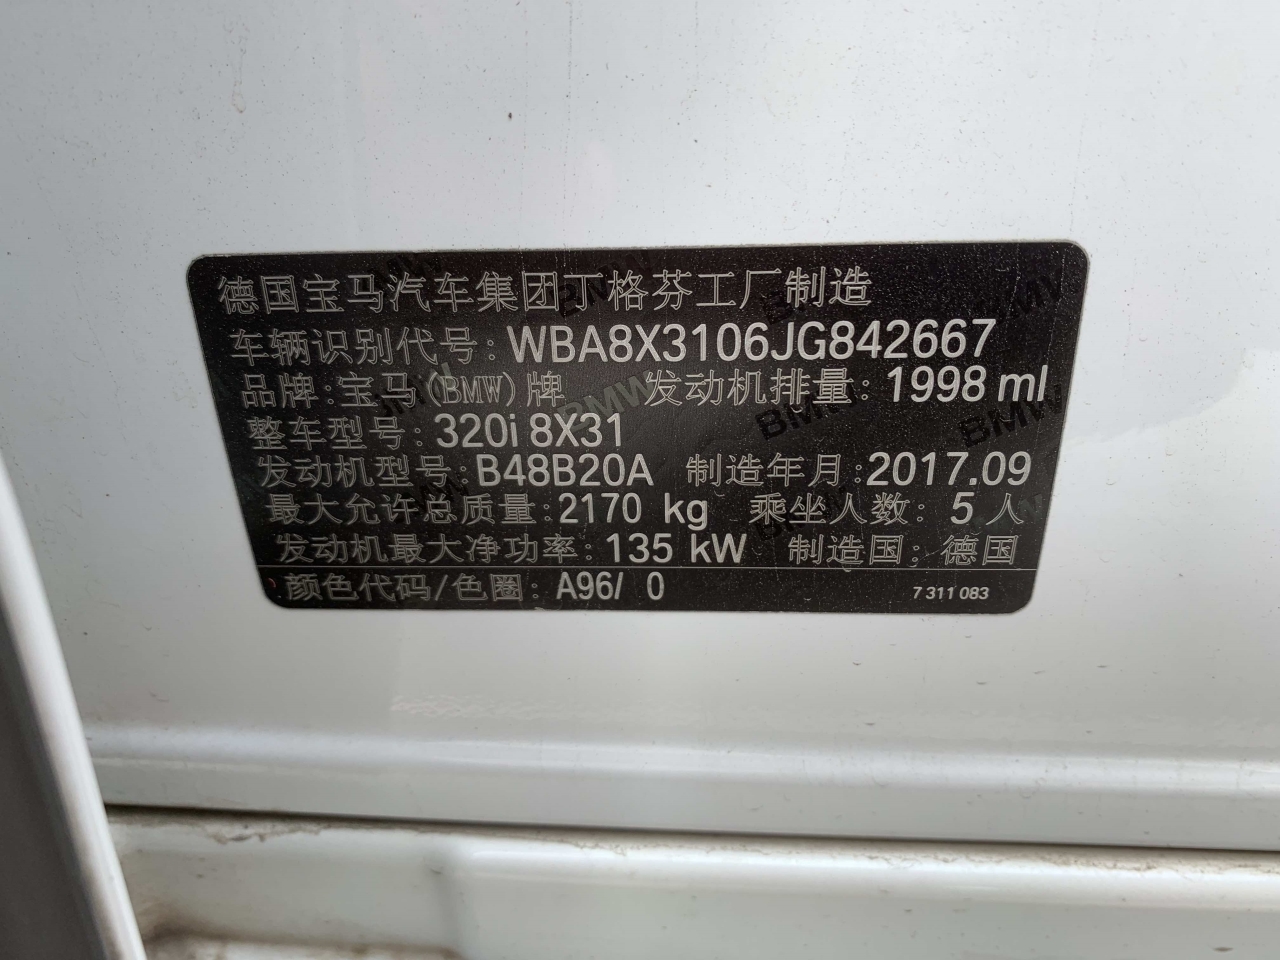 德国宝马汽车集团丁格芬工厂制造
车辆识别代号: WBA8X3106JG842667
品牌: 宝马(BMW)牌 发动机排量: 1998 ml
整车型号: 320i 8X31
发动机型号: B48B20A 制造年月: 2017.09
最大允许总质量: 2170 kg 乘坐人数: 5 人
发动机最大净功率: 135 kW 制造国: 德国
颜色代码/色圈: A96/ 0 7 311 083